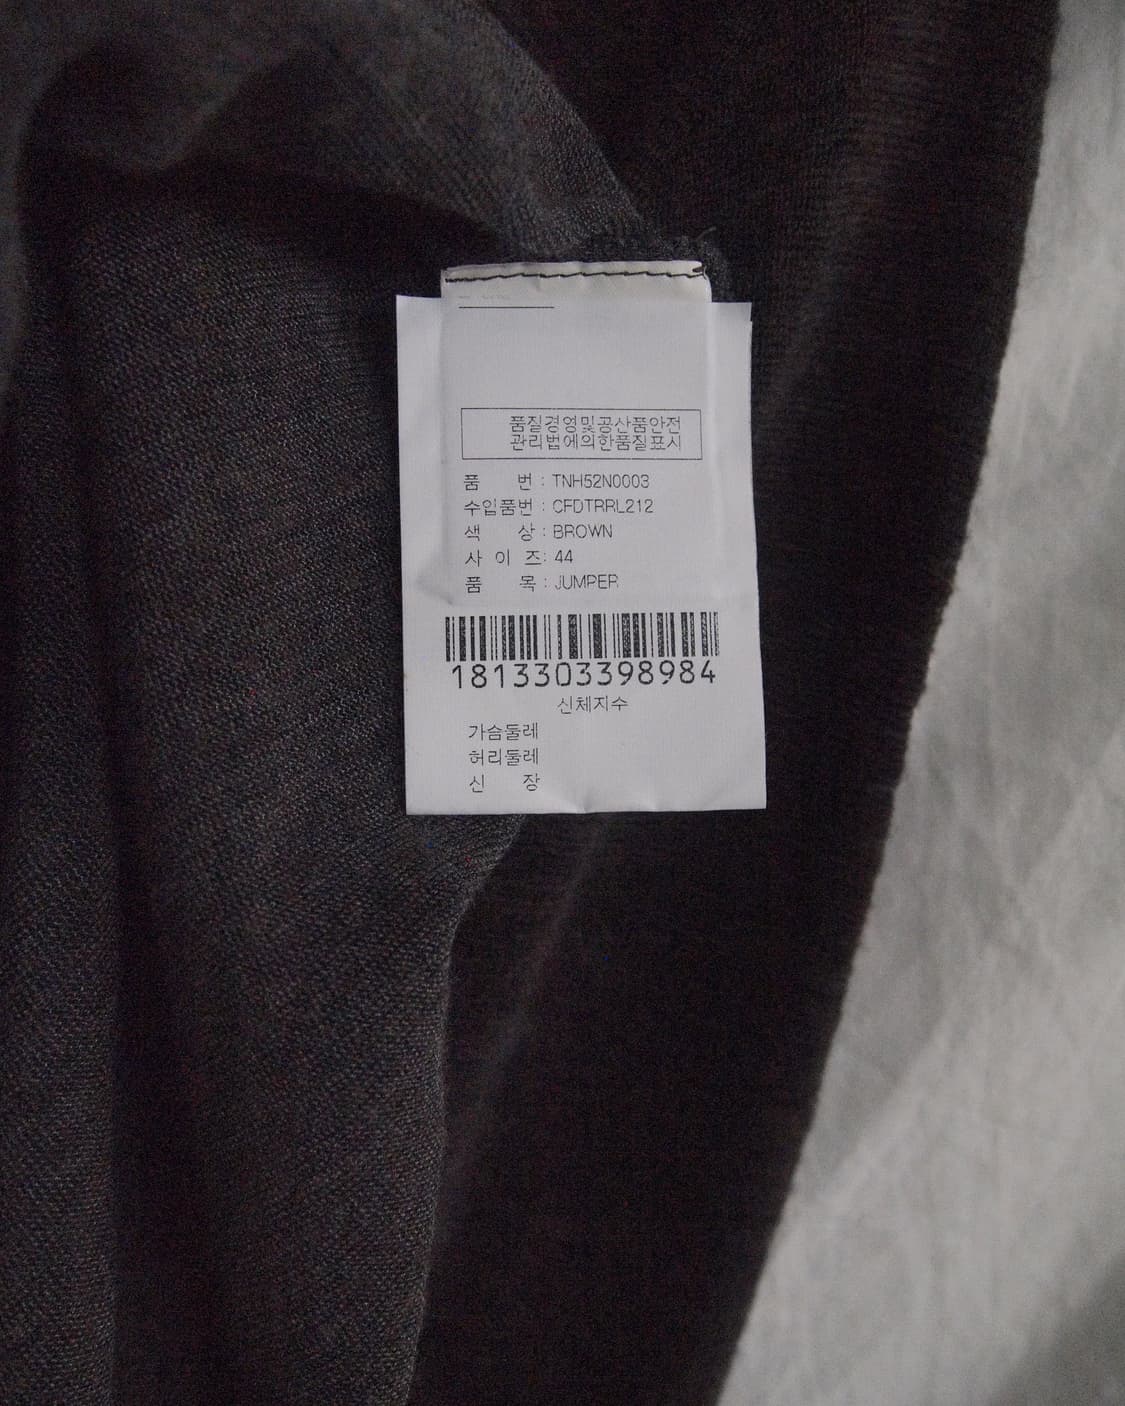 품질경영및공산품안전
관리법에의한품질표시
품 번 : TNH52N0003
수입품번 : CFDTRRL212
색 상 : BROWN
사 이 즈 : 44
품 목 : JUMPER
1813303398984
신체지수
가슴둘레
허리둘레
신 장